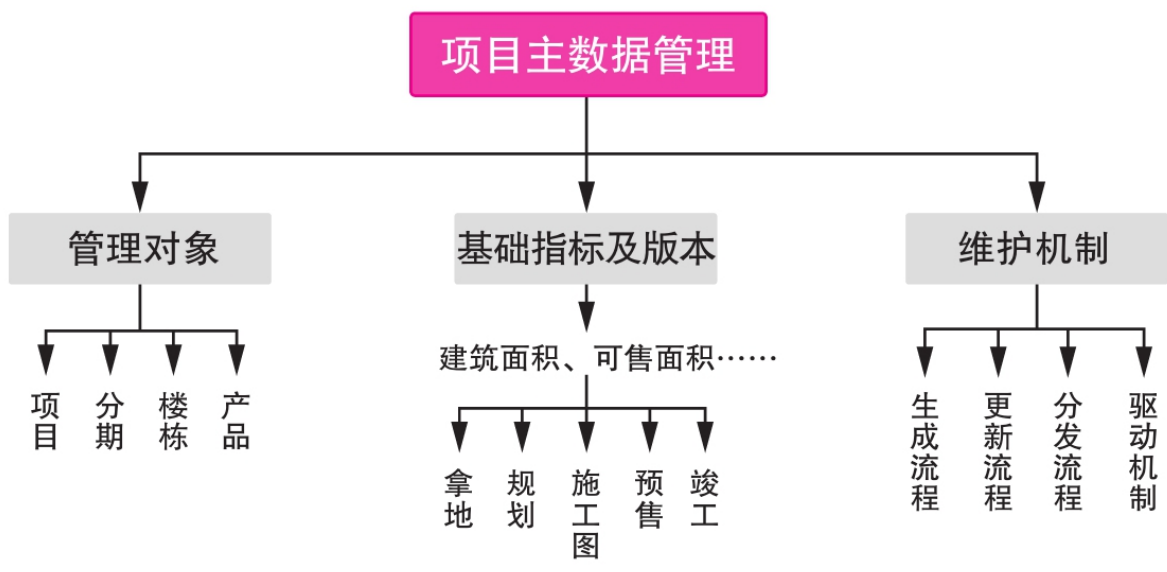 项目主数据管理
管理对象
基础指标及版本
维护机制
建筑面积、可售面积……
项目
分期
楼栋
产品
拿地
规划
施工图
预售
竣工
生成流程
更新流程
分发流程
驱动机制